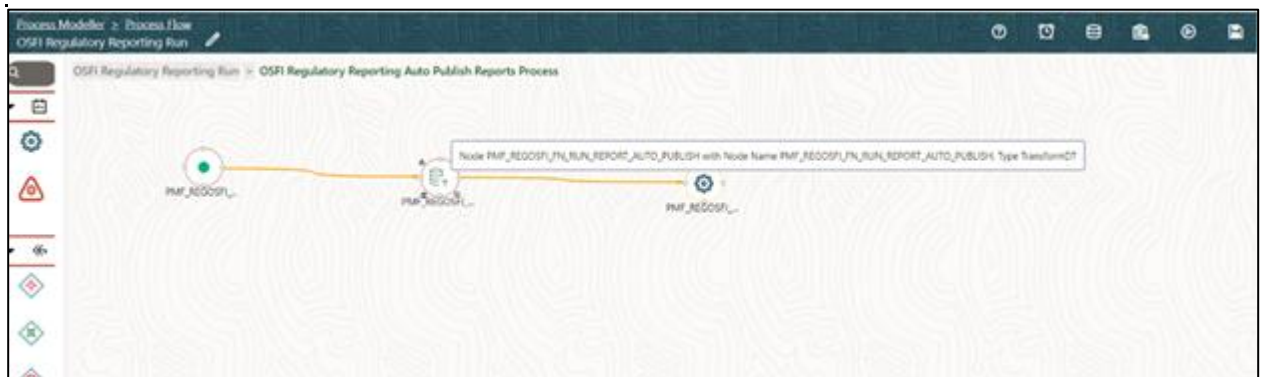 Process Modeller > Process Flow
OSFI Regulatory Reporting Run
OSFI Regulatory Reporting Run > OSFI Regulatory Reporting Auto Publish Reports Process
Node PMF_REGOSFI_FN_RUN_REPORT_AUTO_PUBLISH with Node Name PMF_REGOSFI_FN_RUN_REPORT_AUTO_PUBLISH, Type TransformDT
PMF_REGOSFI_...
PMF_REGOSFI_...
PMF_REGOSFI_...